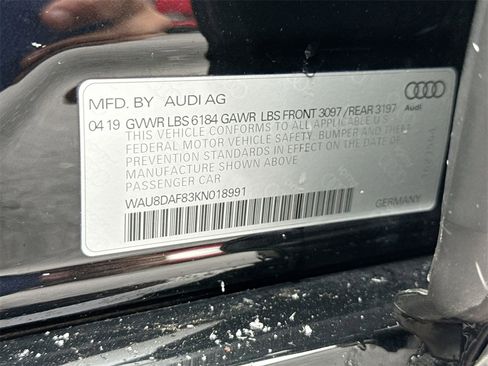 MFD. BY AUDI AG
04 19 GVWR LBS 6184 GAWR LBS FRONT 3097 / REAR 3197
Audi
THIS VEHICLE CONFORMS TO ALL APPLICABLE U.S.
FEDERAL MOTOR VEHICLE SAFETY, BUMPER AND THEFT
PREVENTION STANDARDS IN EFFECT ON THE DATE OF
MANUFACTURE SHOWN ABOVE
PASSENGER CAR
WAU8DAF83KN018991
GERMANY